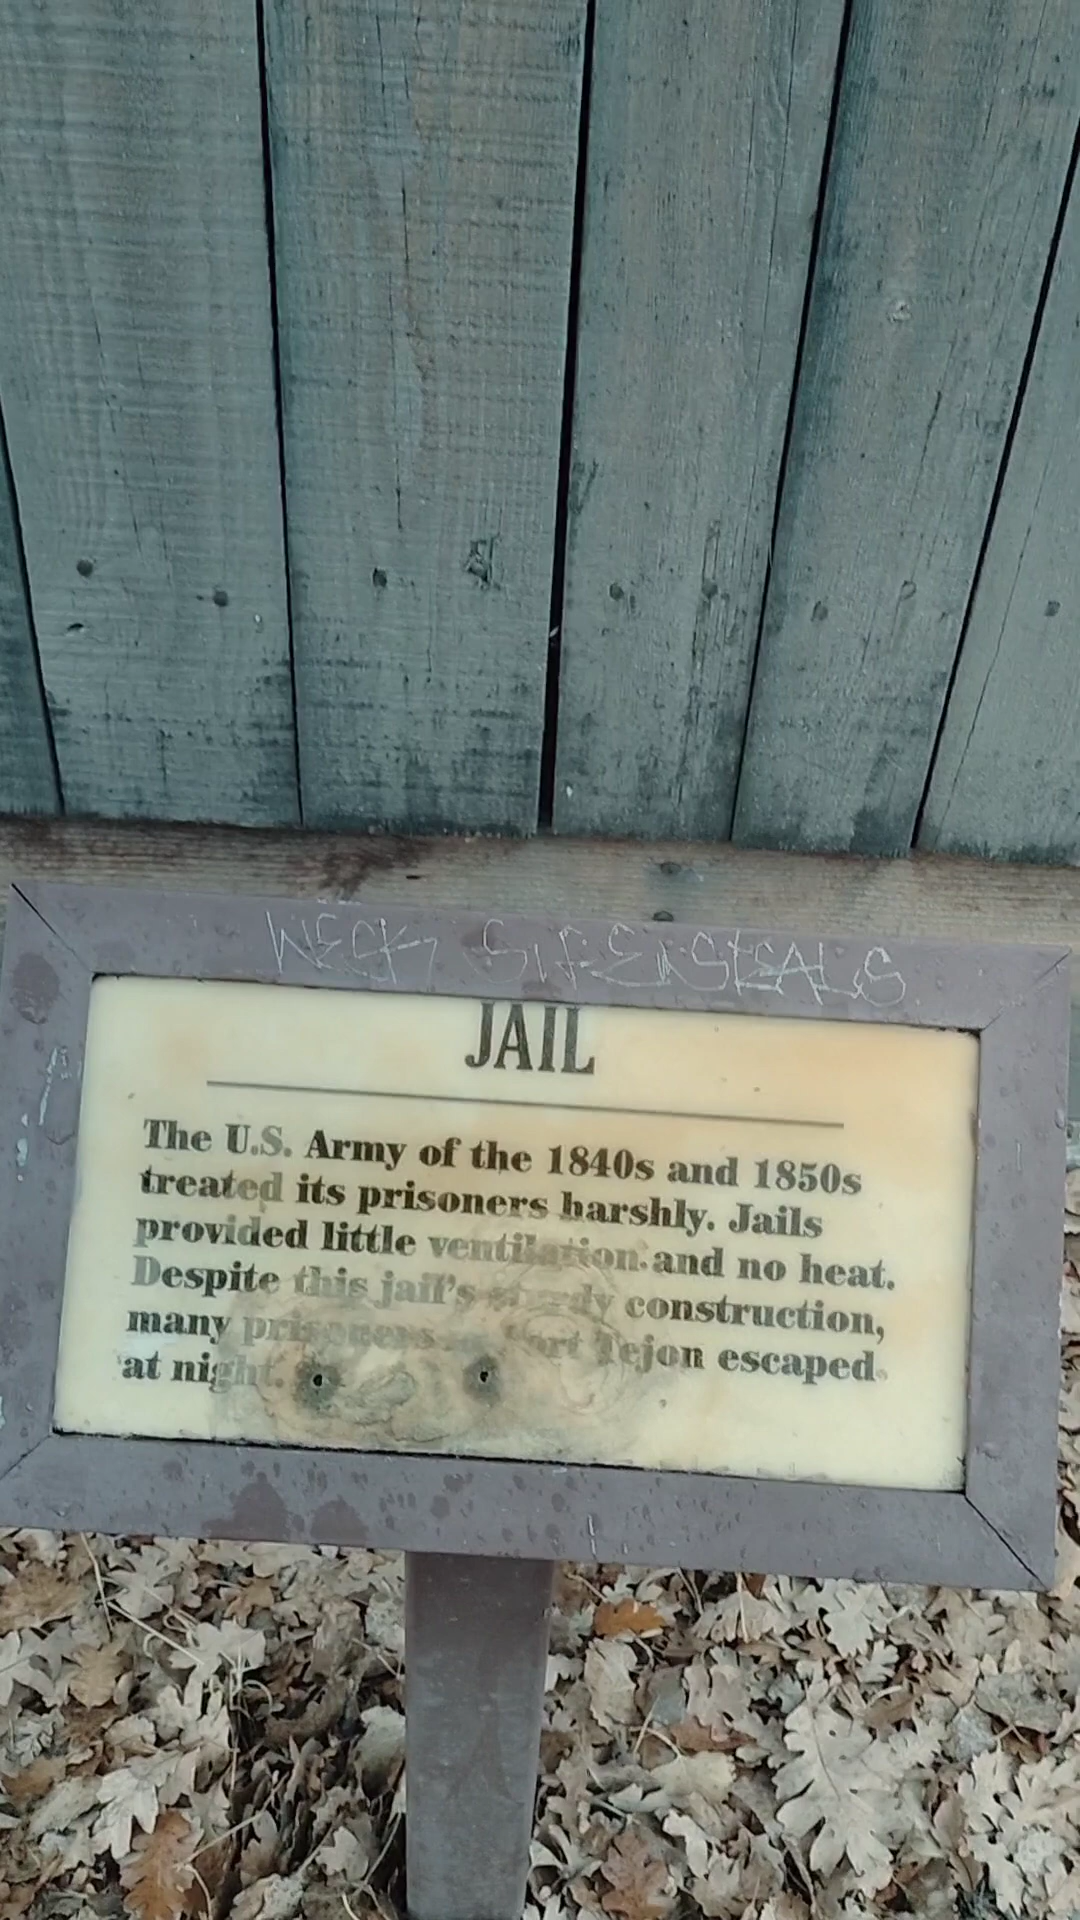 JAIL
The U.S. Army of the 1840s and 1850s
treated its prisoners harshly. Jails
provided little ventilation and no heat.
Despite this jail's sturdy construction,
many prisoners at Fort Tejon escaped
at night.